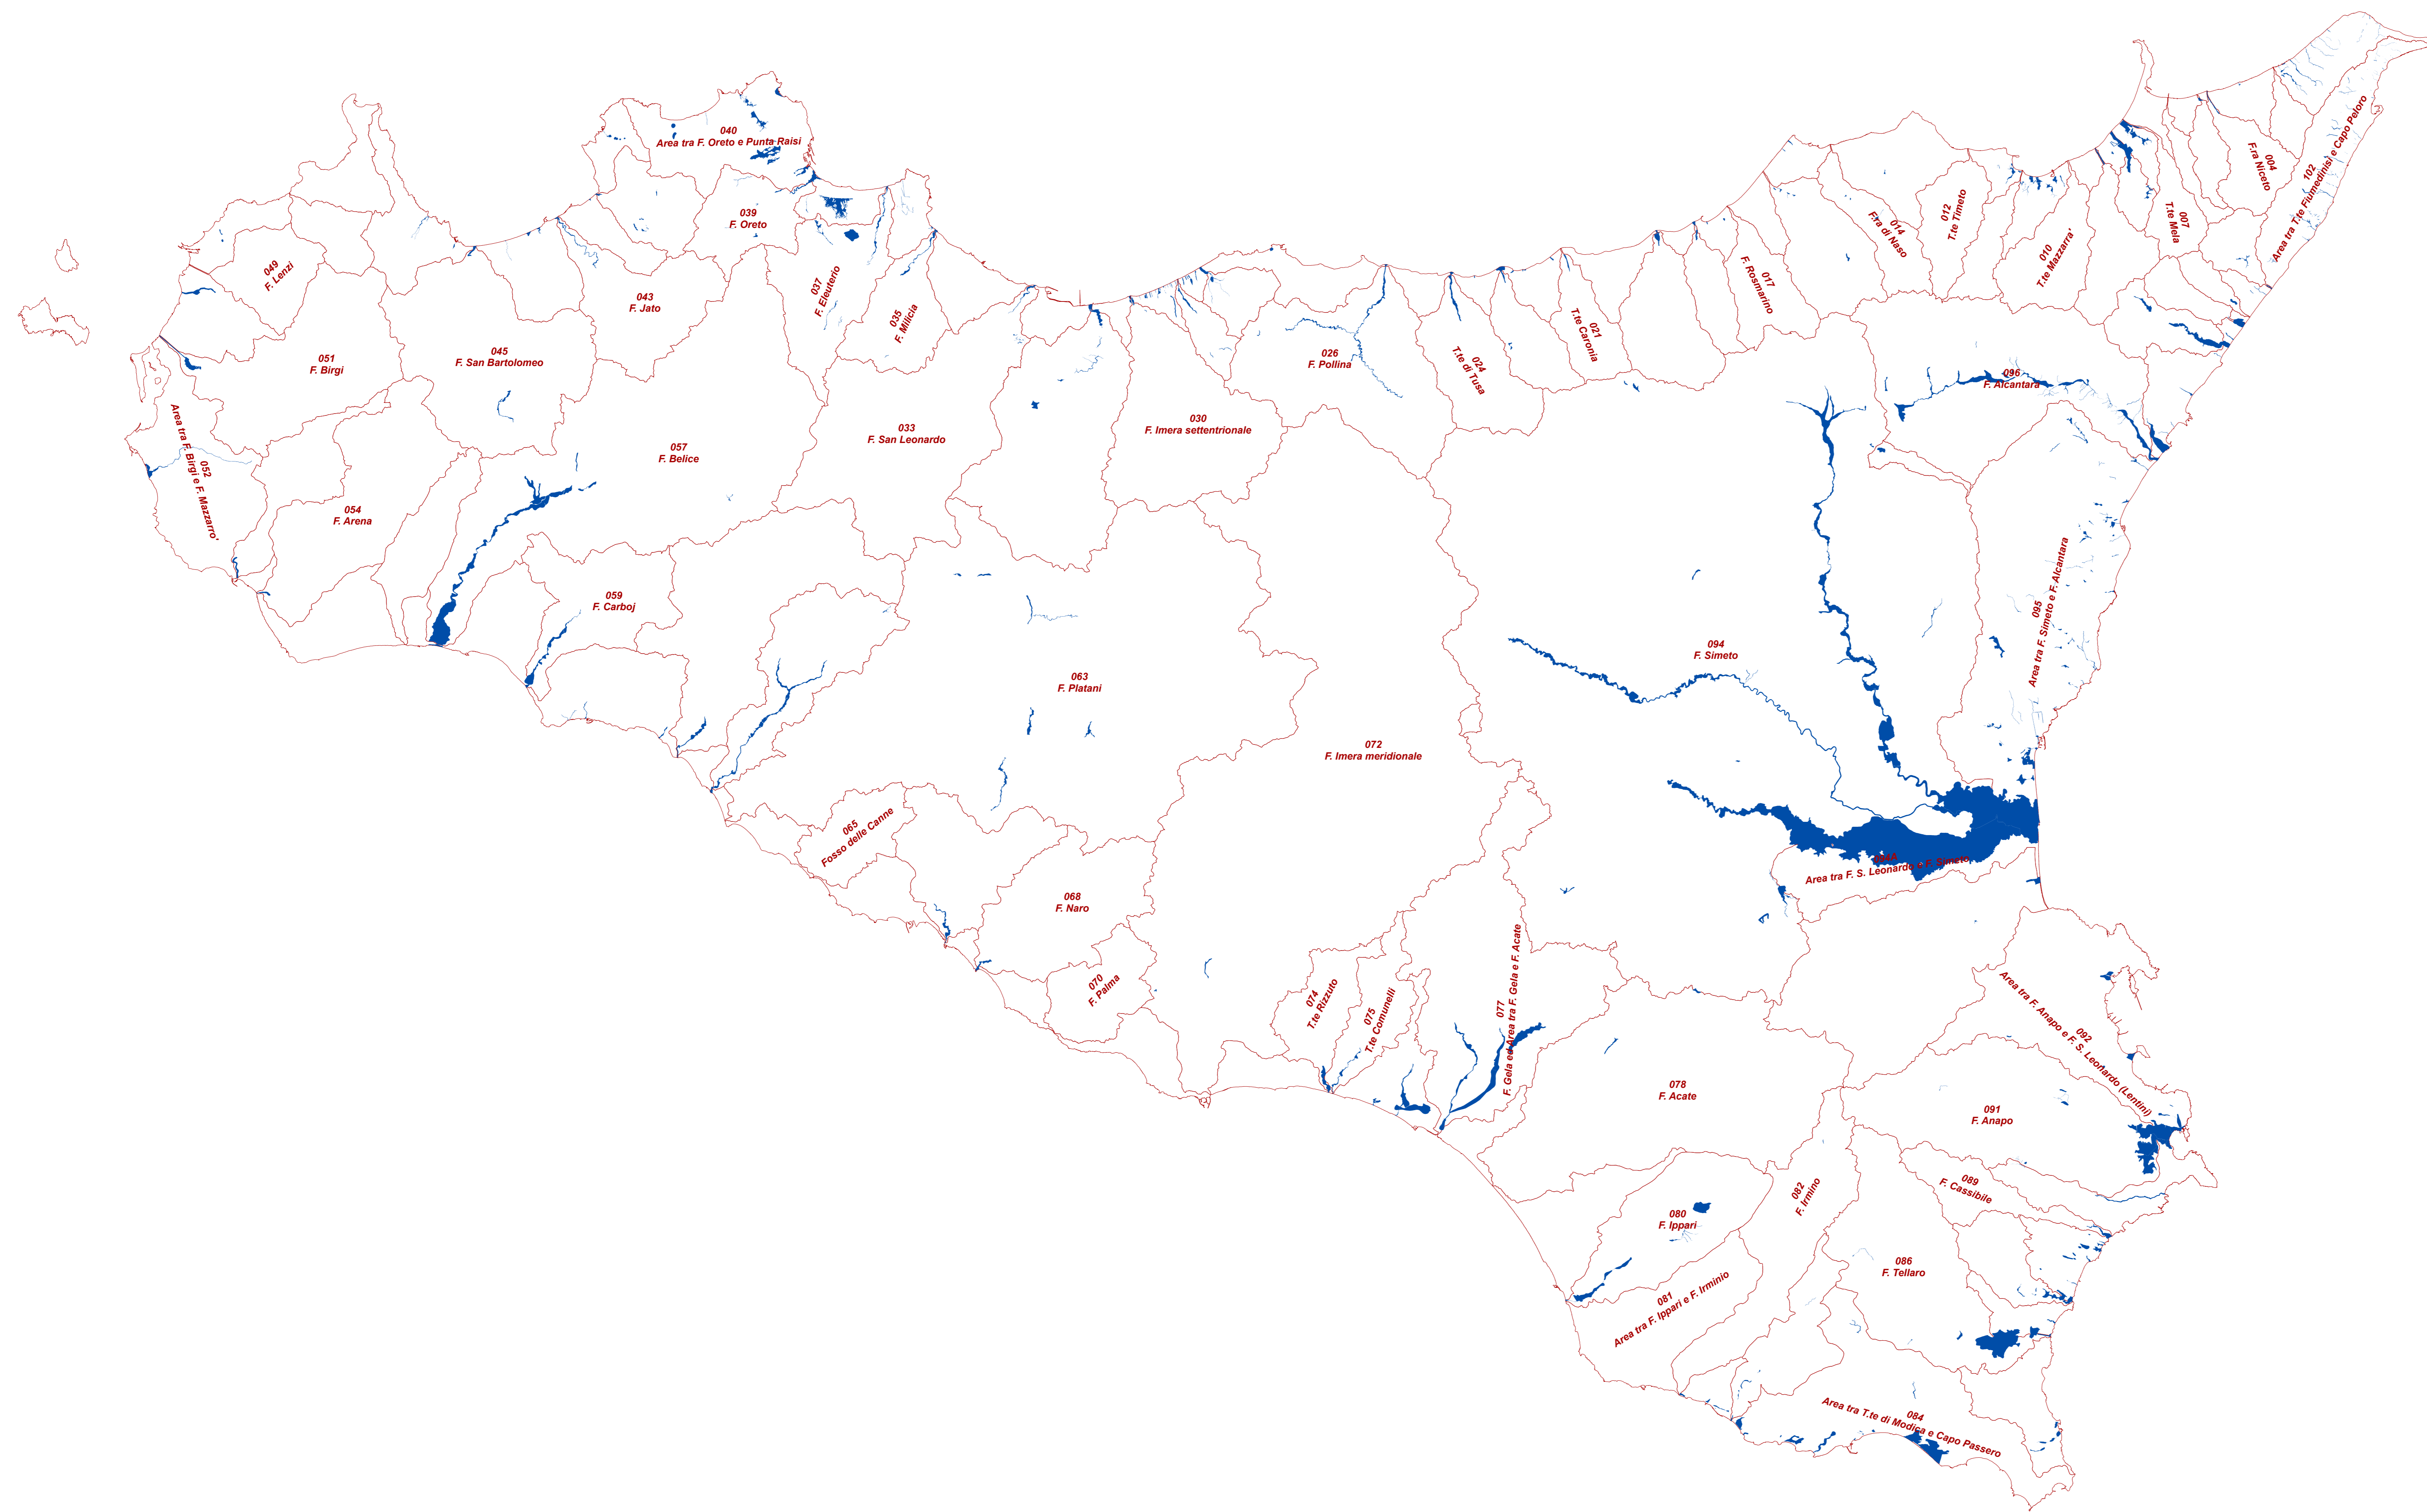 040
Area tra F. Oreto e Punta Raisi
039
F. Oreto
049
F. Lenzi
043
F. Jato
037
F. Eleuterio
035
F. Milicia
051
F. Birgi
045
F. San Bartolomeo
052
Area tra F. Birgi e F. Mazzarro'
054
F. Arena
057
F. Belice
033
F. San Leonardo
030
F. Imera settentrionale
026
F. Pollina
024
T.te di Tusa
021
T.te Caronia
017
F. Rosmarino
014
F.ra di Naso
012
T.te Timeto
010
T.te Mazzarra'
007
T.te Mela
004
F.ra Niceto
102
Area tra T.te Fiumedinisi e Capo Peloro
096
F. Alcantara
095
Area tra F. Simeto e F. Alcantara
094
F. Simeto
059
F. Carboj
063
F. Platani
072
F. Imera meridionale
065
Fosso delle Canne
068
F. Naro
070
F. Palma
074
T.te Rizzuto
075
T.te Comunelli
077
F. Gela ed Area tra F. Gela e F. Acate
078
F. Acate
094A
Area tra F. S. Leonardo e F. Simeto
092
Area tra F. Anapo e F. S. Leonardo (Lentini)
091
F. Anapo
089
F. Cassibile
082
F. Irmino
080
F. Ippari
081
Area tra F. Ippari e F. Irminio
086
F. Tellaro
084
Area tra T.te di Modica e Capo Passero